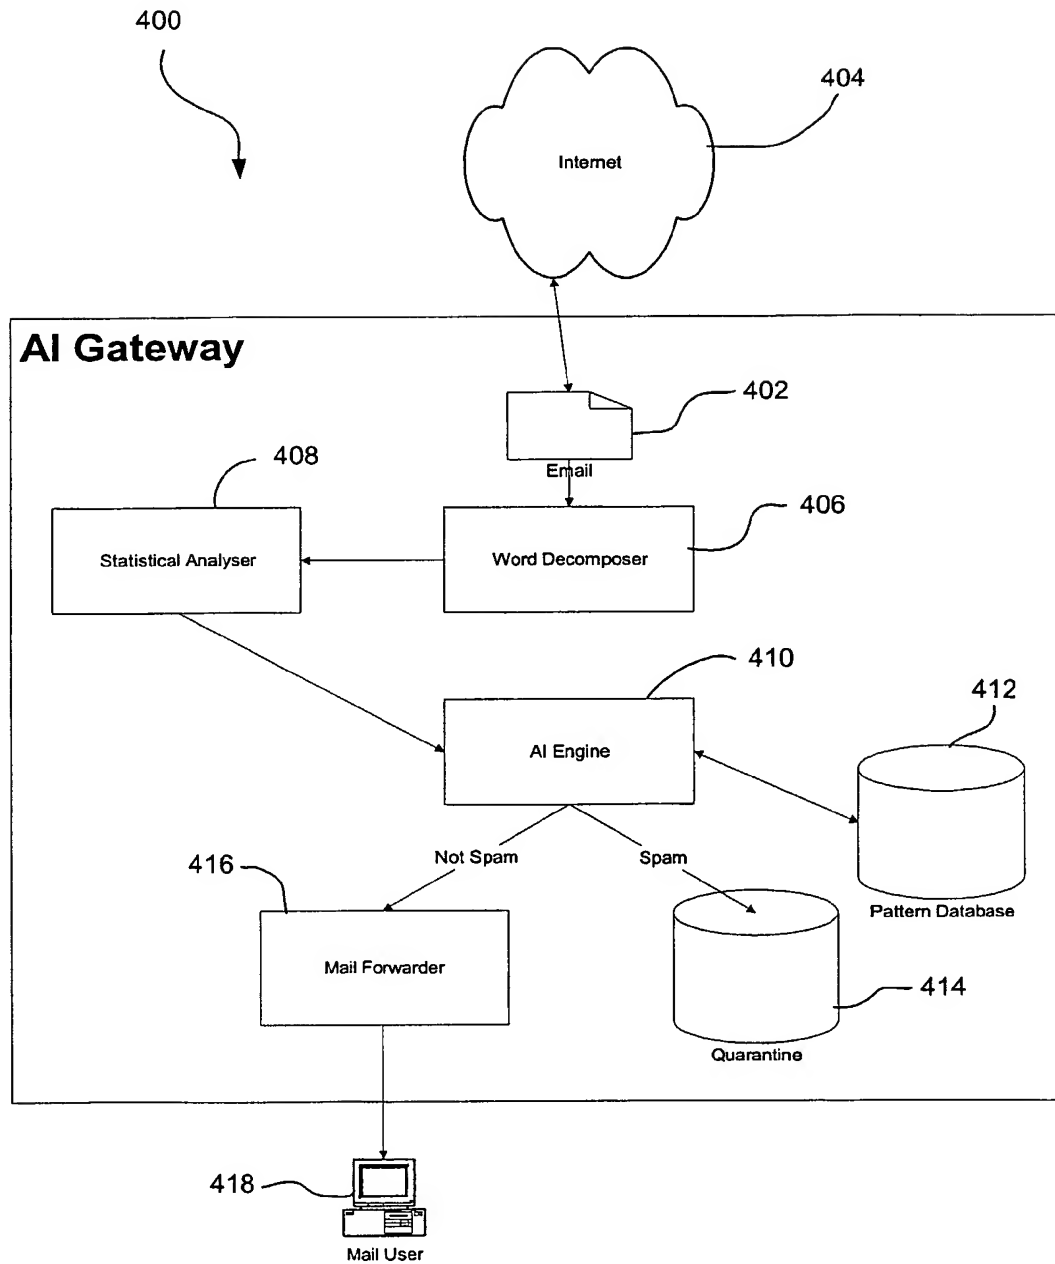 400
404
Internet
AI Gateway
402
Email
408
406
Statistical Analyser
Word Decomposer
410
412
AI Engine
Not Spam
Spam
416
Pattern Database
Mail Forwarder
414
Quarantine
418
Mail User